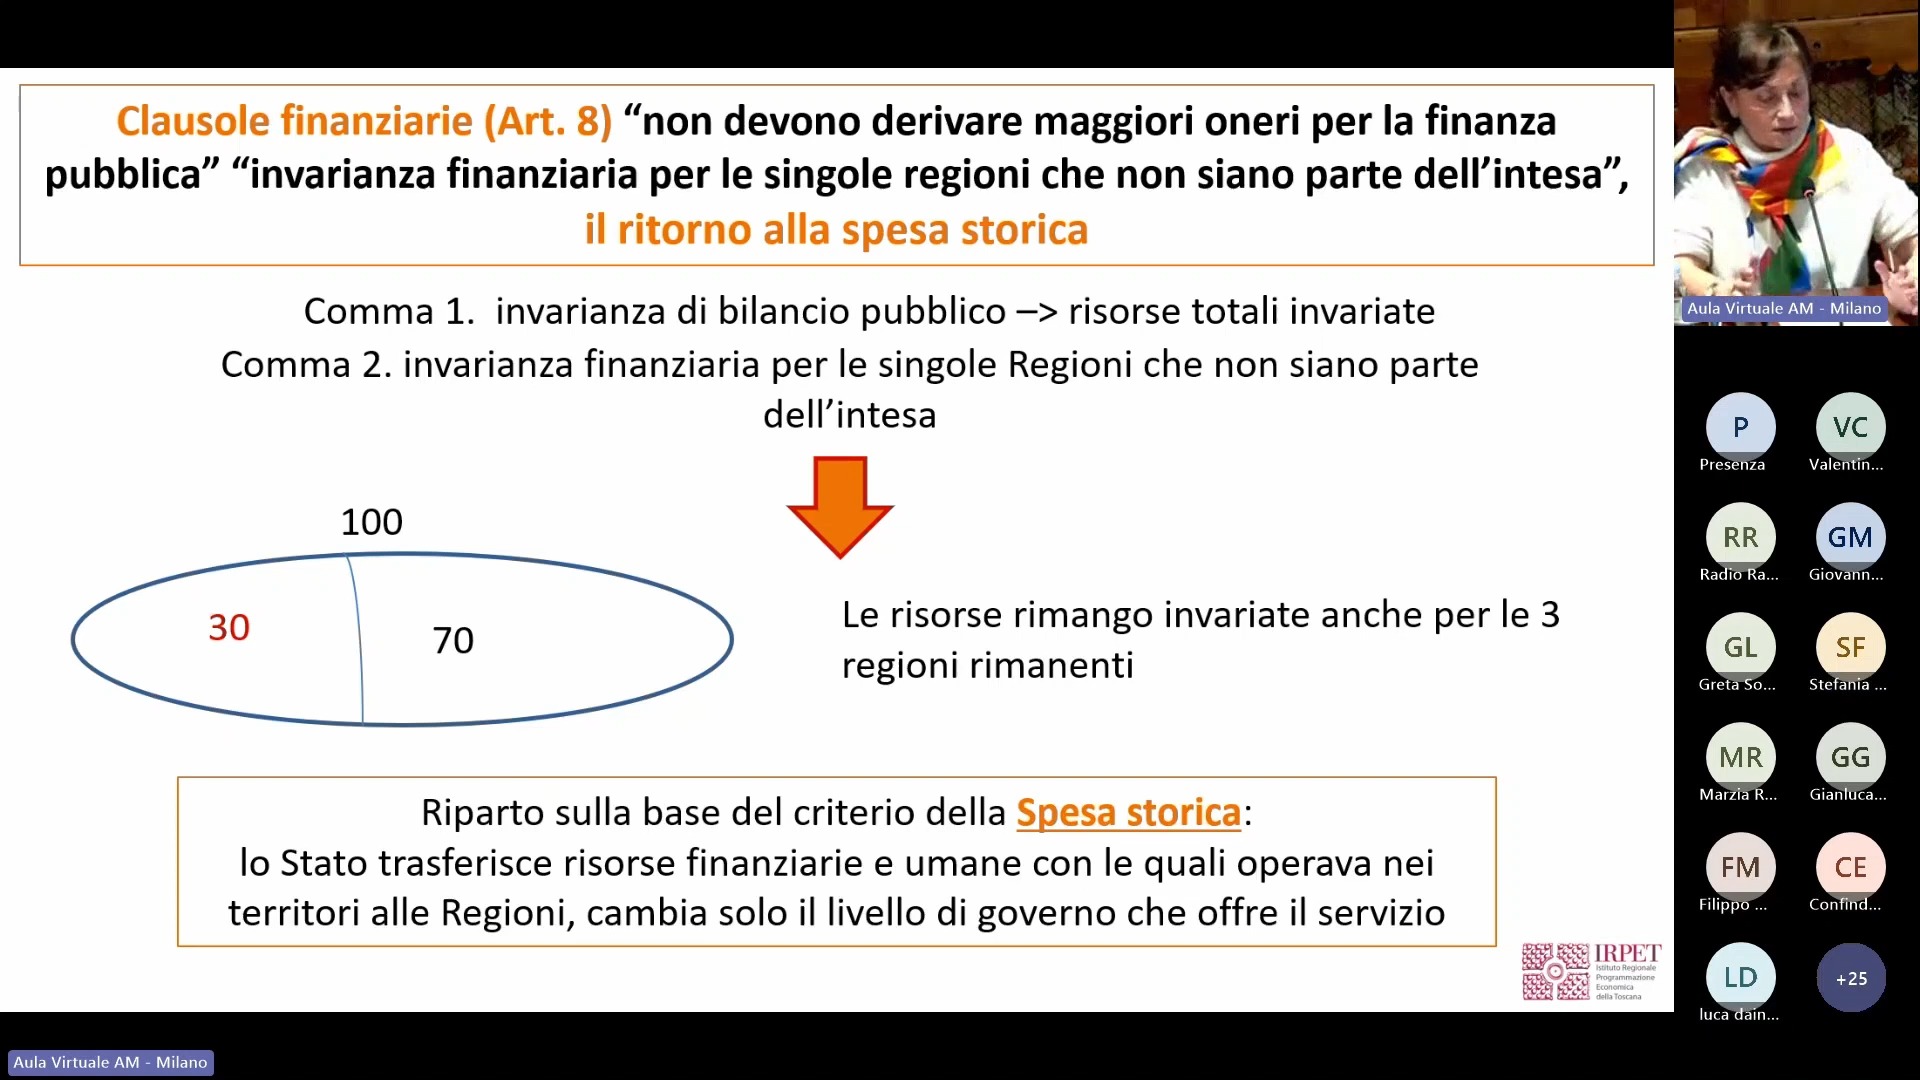 Clausole finanziarie (Art. 8) “non devono derivare maggiori oneri per la finanza
pubblica” “invarianza finanziaria per le singole regioni che non siano parte dell’intesa”,
il ritorno alla spesa storica
Comma 1. invarianza di bilancio pubblico –> risorse totali invariate
Comma 2. invarianza finanziaria per le singole Regioni che non siano parte
dell’intesa
100
30
70
Le risorse rimango invariate anche per le 3
regioni rimanenti
Riparto sulla base del criterio della Spesa storica:
lo Stato trasferisce risorse finanziarie e umane con le quali operava nei
territori alle Regioni, cambia solo il livello di governo che offre il servizio
IRPET
Istituto Regionale
Programmazione
Economica
della Toscana
Aula Virtuale AM - Milano
P
Presenza
VC
Valentin...
RR
Radio Ra...
GM
Giovann...
GL
Greta So...
SF
Stefania ...
MR
Marzia R...
GG
Gianluca...
FM
Filippo ...
CE
Confind...
LD
luca dain...
+25
Aula Virtuale AM - Milano